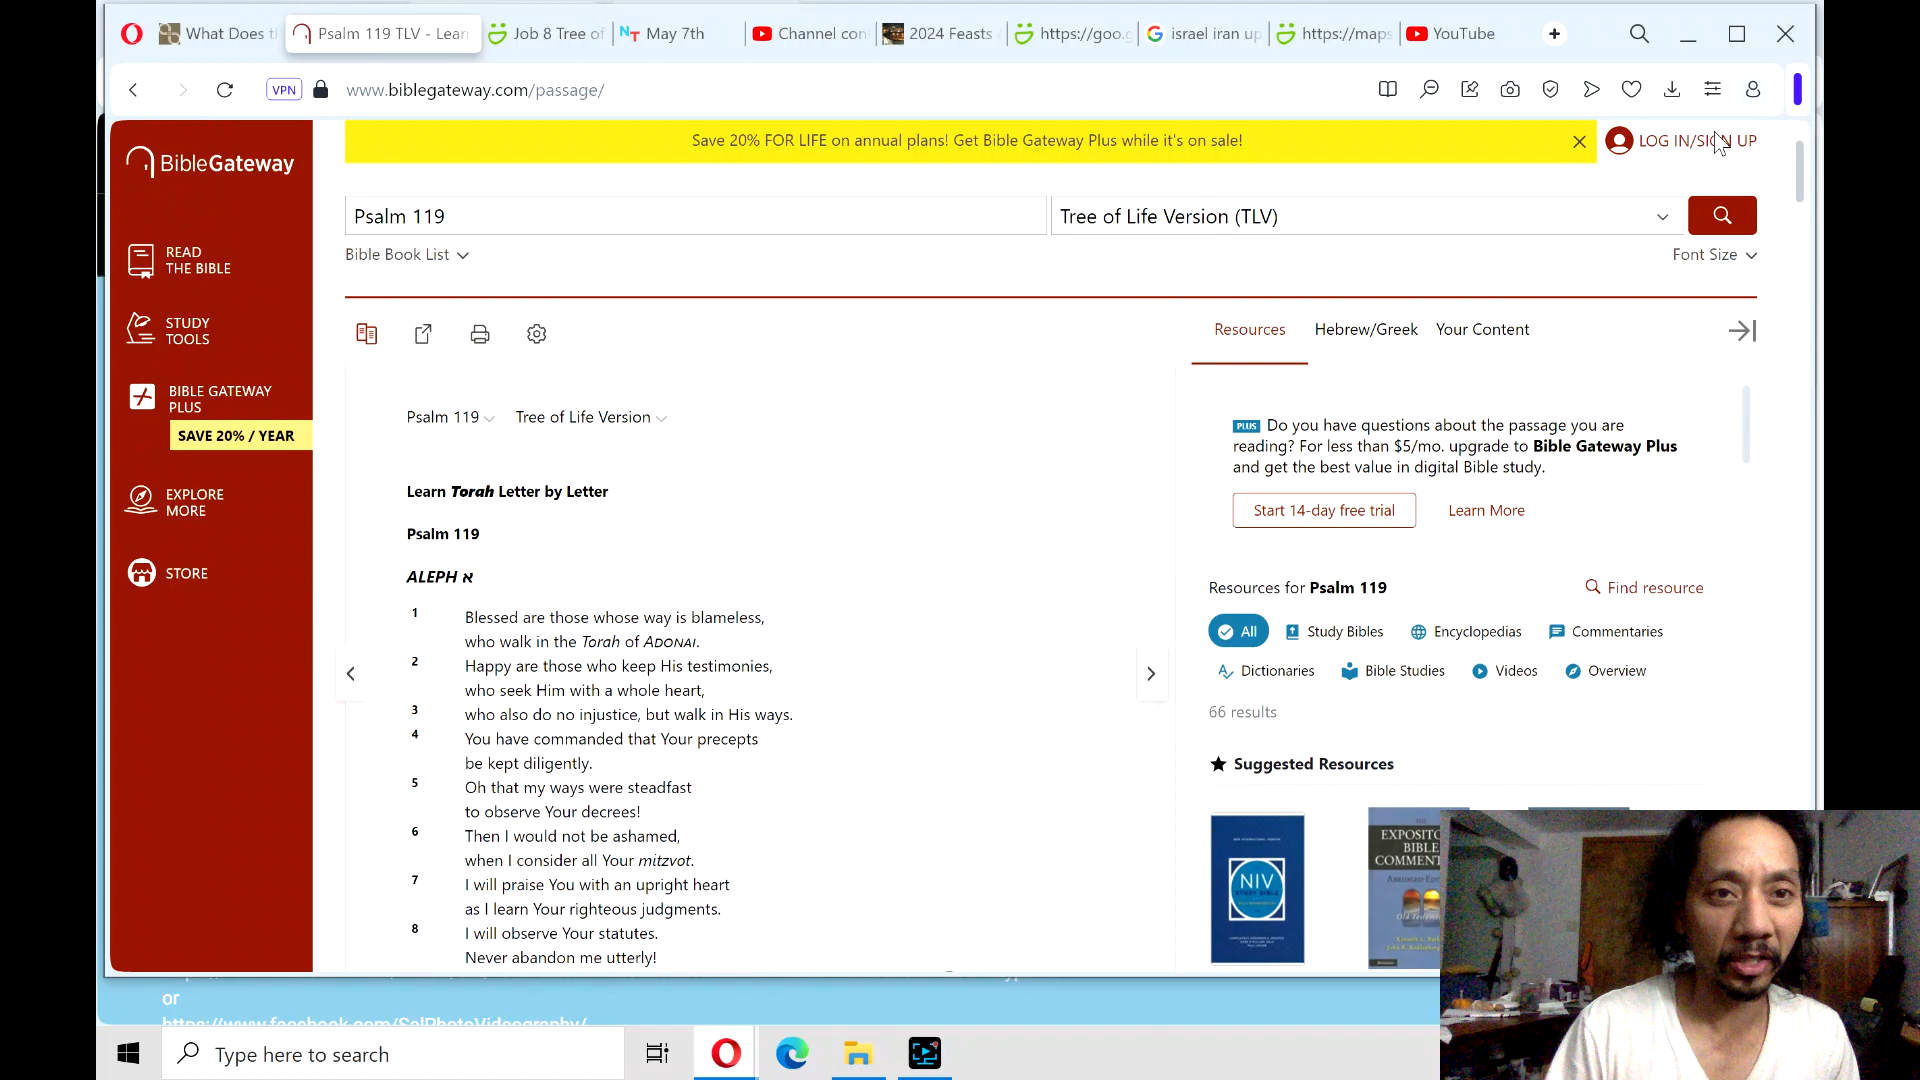 What Does t
Psalm 119 TLV - Lear
Job 8 Tree of
May 7th
Channel con
2024 Feasts
https://goo.g
israel iran up
https://maps
YouTube
VPN
www.biblegateway.com/passage/
BibleGateway
Save 20% FOR LIFE on annual plans! Get Bible Gateway Plus while it's on sale!
LOG IN/SIGN UP
Psalm 119
Tree of Life Version (TLV)
Bible Book List
Font Size
READ
THE BIBLE
STUDY
TOOLS
BIBLE GATEWAY
PLUS
SAVE 20% / YEAR
EXPLORE
MORE
STORE
Resources
Hebrew/Greek
Your Content
Psalm 119
Tree of Life Version
Learn Torah Letter by Letter
Psalm 119
ALEPH א
1 Blessed are those whose way is blameless,
who walk in the Torah of ADONAI.
2 Happy are those who keep His testimonies,
who seek Him with a whole heart,
3 who also do no injustice, but walk in His ways.
4 You have commanded that Your precepts
be kept diligently.
5 Oh that my ways were steadfast
to observe Your decrees!
6 Then I would not be ashamed,
when I consider all Your mitzvot.
7 I will praise You with an upright heart
as I learn Your righteous judgments.
8 I will observe Your statutes.
Never abandon me utterly!
PLUS Do you have questions about the passage you are
reading? For less than $5/mo. upgrade to Bible Gateway Plus
and get the best value in digital Bible study.
Start 14-day free trial
Learn More
Resources for Psalm 119
Find resource
All
Study Bibles
Encyclopedias
Commentaries
Dictionaries
Bible Studies
Videos
Overview
66 results
Suggested Resources
NIV
STUDY BIBLE
THE
EXPOSITO
BIBLE
COMMENT
or
https://www.facebook.com/SalPhotoVideography/
Type here to search